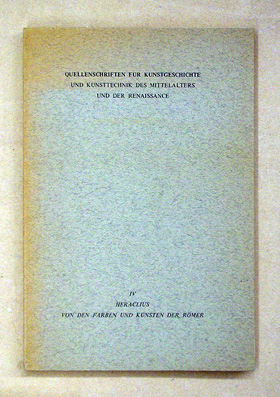 QUELLENSCHRIFTEN FÜR KUNSTGESCHICHTE
UND KUNSTTECHNIK DES MITTELALTERS
UND DER RENAISSANCE
IV
HERACLIUS
VON DEN FARBEN UND KÜNSTEN DER RÖMER